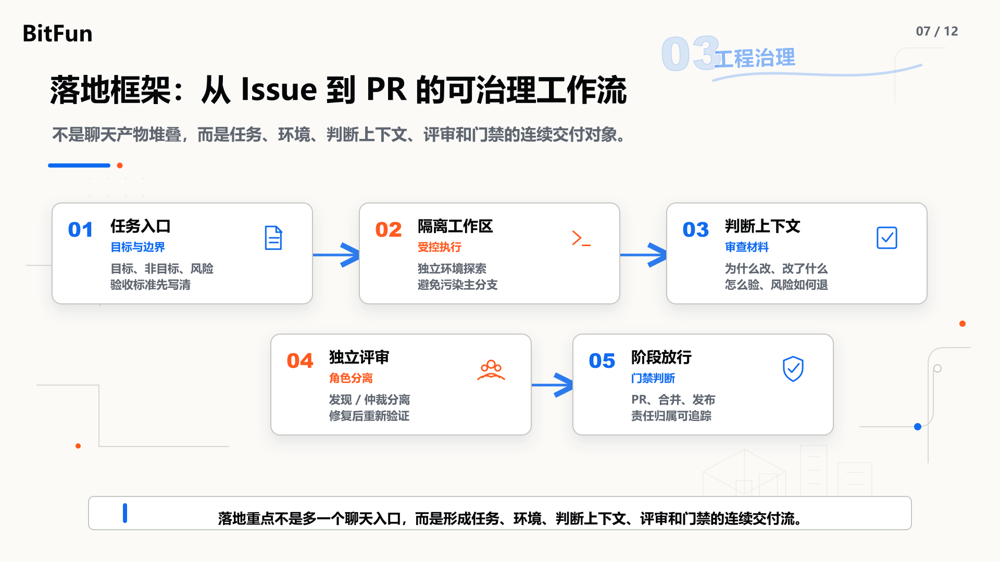 BitFun
07 / 12
03 工程治理
落地框架：从 Issue 到 PR 的可治理工作流
不是聊天产物堆叠，而是任务、环境、判断上下文、评审和门禁的连续交付对象。
01
任务入口
目标与边界
目标、非目标、风险
验收标准先写清
02
隔离工作区
受控执行
独立环境探索
避免污染主分支
03
判断上下文
审查材料
为什么改、改了什么
怎么验、风险如何退
04
独立评审
角色分离
发现 / 仲裁分离
修复后重新验证
05
阶段放行
门禁判断
PR、合并、发布
责任归属可追踪
落地重点不是多一个聊天入口，而是形成任务、环境、判断上下文、评审和门禁的连续交付流。